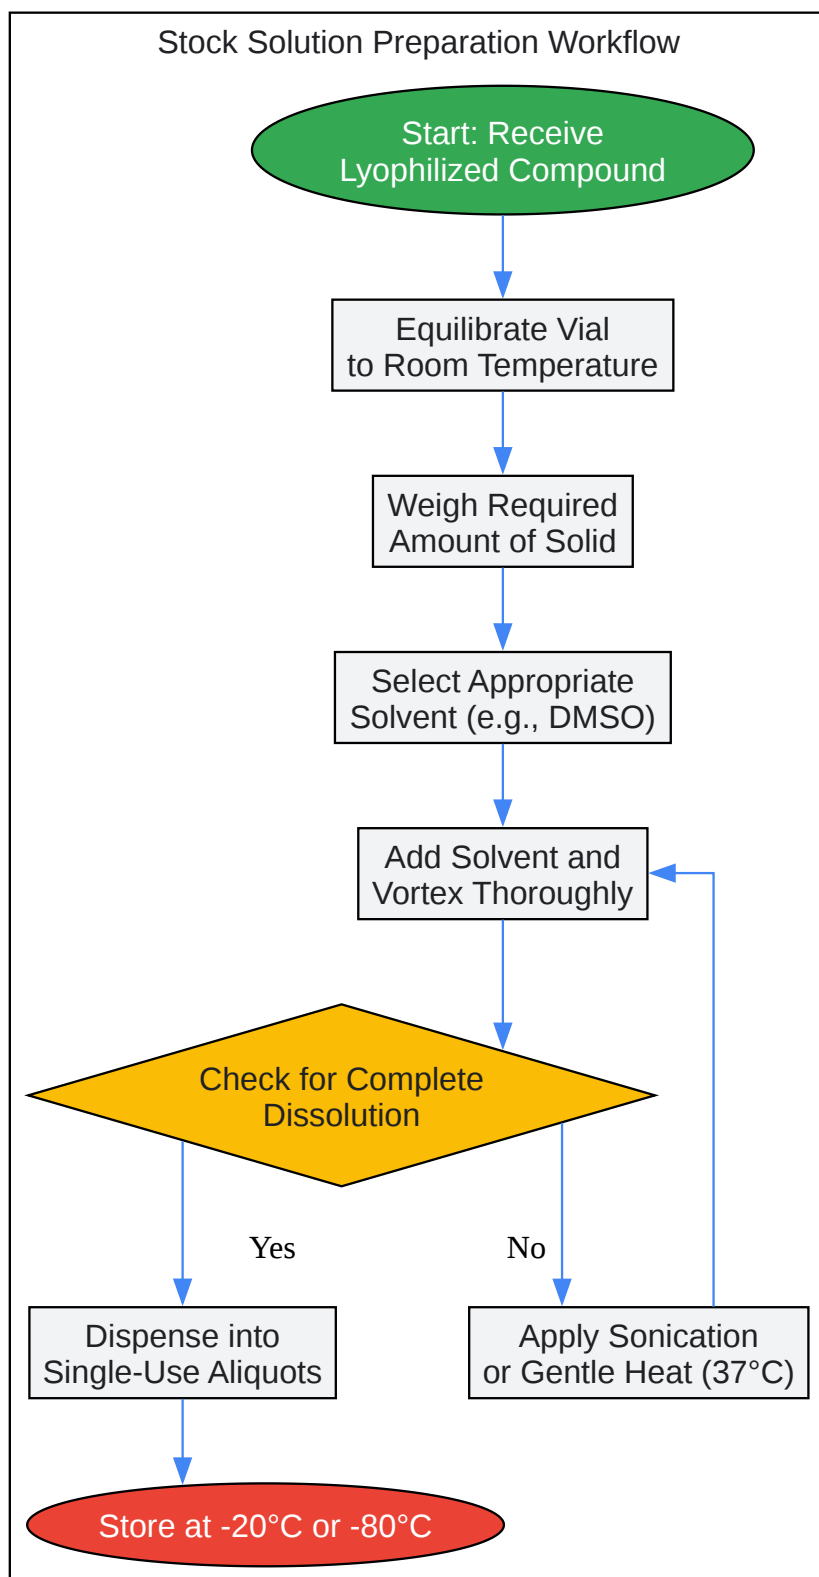 Stock Solution Preparation Workflow
Start: Receive
Lyophilized Compound
Equilibrate Vial
to Room Temperature
Weigh Required
Amount of Solid
Select Appropriate
Solvent (e.g., DMSO)
Add Solvent and
Vortex Thoroughly
Check for Complete
Dissolution
Yes
No
Dispense into
Single-Use Aliquots
Apply Sonication
or Gentle Heat (37°C)
Store at -20°C or -80°C